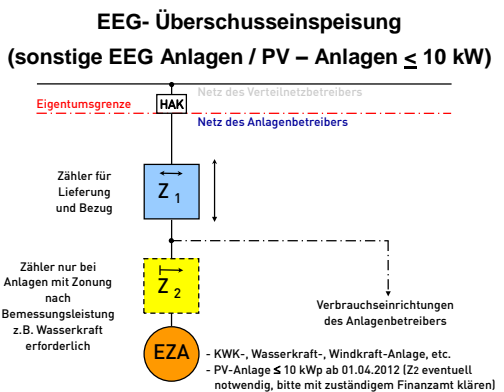 EEG- Überschusseinspeisung
(sonstige EEG Anlagen / PV – Anlagen ≤ 10 kW)
Netz des Verteilnetzbetreibers
Eigentumsgrenze
HAK
Netz des Anlagenbetreibers
Zähler für
Lieferung
und Bezug
Z 1
Zähler nur bei
Anlagen mit Zonung
nach
Bemessungsleistung
z.B. Wasserkraft
erforderlich
Z 2
Verbrauchseinrichtungen
des Anlagenbetreibers
EZA
- KWK-, Wasserkraft-, Windkraft-Anlage, etc.
- PV-Anlage ≤ 10 kWp ab 01.04.2012 (Z2 eventuell
notwendig, bitte mit zuständigem Finanzamt klären)